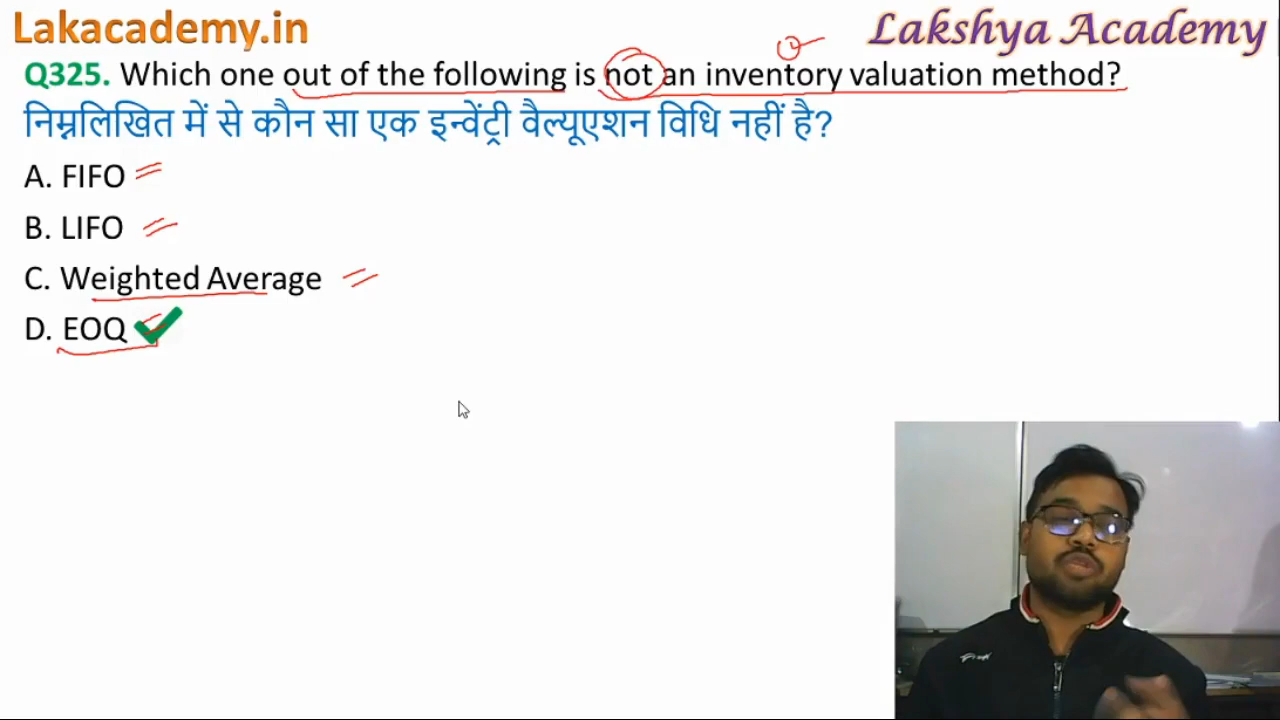 Lakacademy.in
Lakshya Academy
Q325. Which one out of the following is not an inventory valuation method?
निम्नलिखित में से कौन सा एक इन्वेंट्री वैल्यूएशन विधि नहीं है?
A. FIFO
B. LIFO
C. Weighted Average
D. EOQ